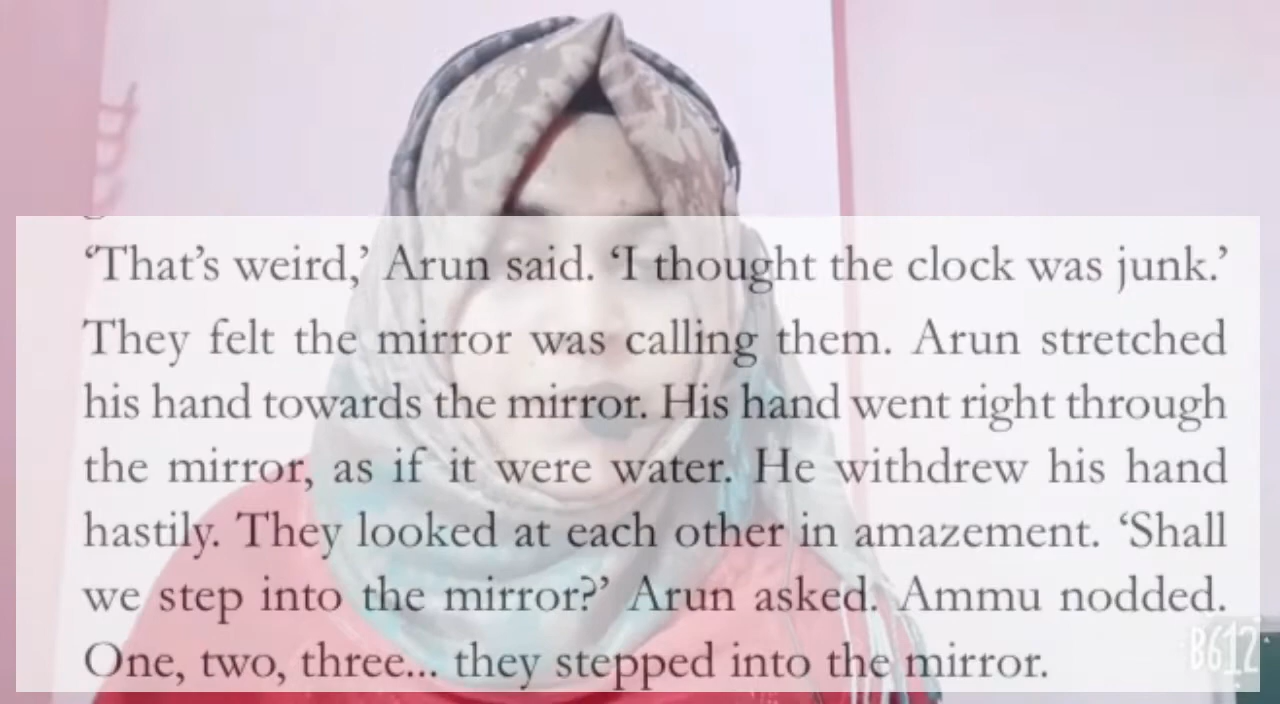 ‘That’s weird,’ Arun said. ‘I thought the clock was junk.’
They felt the mirror was calling them. Arun stretched
his hand towards the mirror. His hand went right through
the mirror, as if it were water. He withdrew his hand
hastily. They looked at each other in amazement. ‘Shall
we step into the mirror?’ Arun asked. Ammu nodded.
One, two, three... they stepped into the mirror.
B612